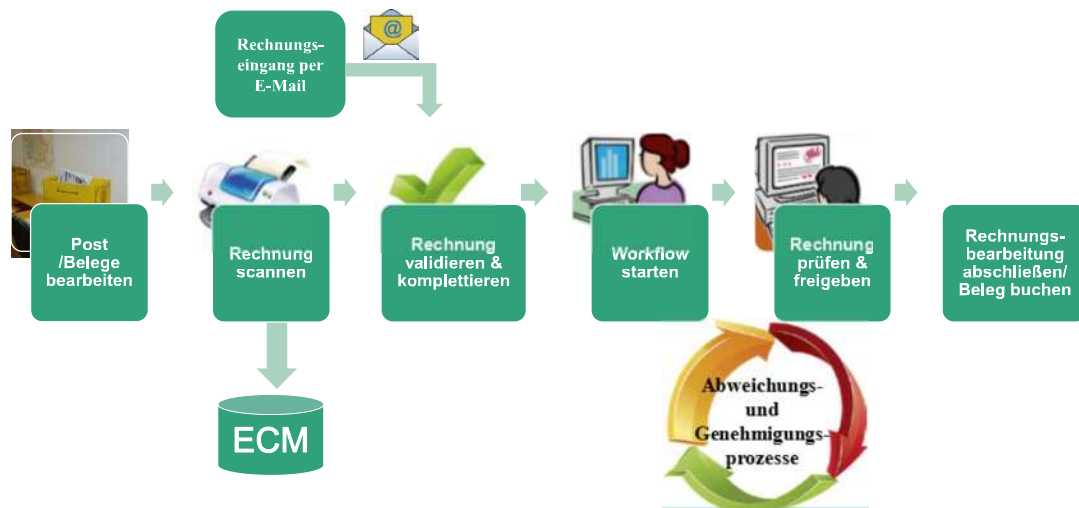 Rechnungs-
eingang per
E-Mail
@
Post
/Belege
bearbeiten
Rechnung
scannen
Rechnung
validieren &
komplettieren
Workflow
starten
Rechnung
prüfen &
freigeben
Rechnungs-
bearbeitung
abschließen/
Beleg buchen
ECM
Abweichungs-
und
Genehmigungs-
prozesse